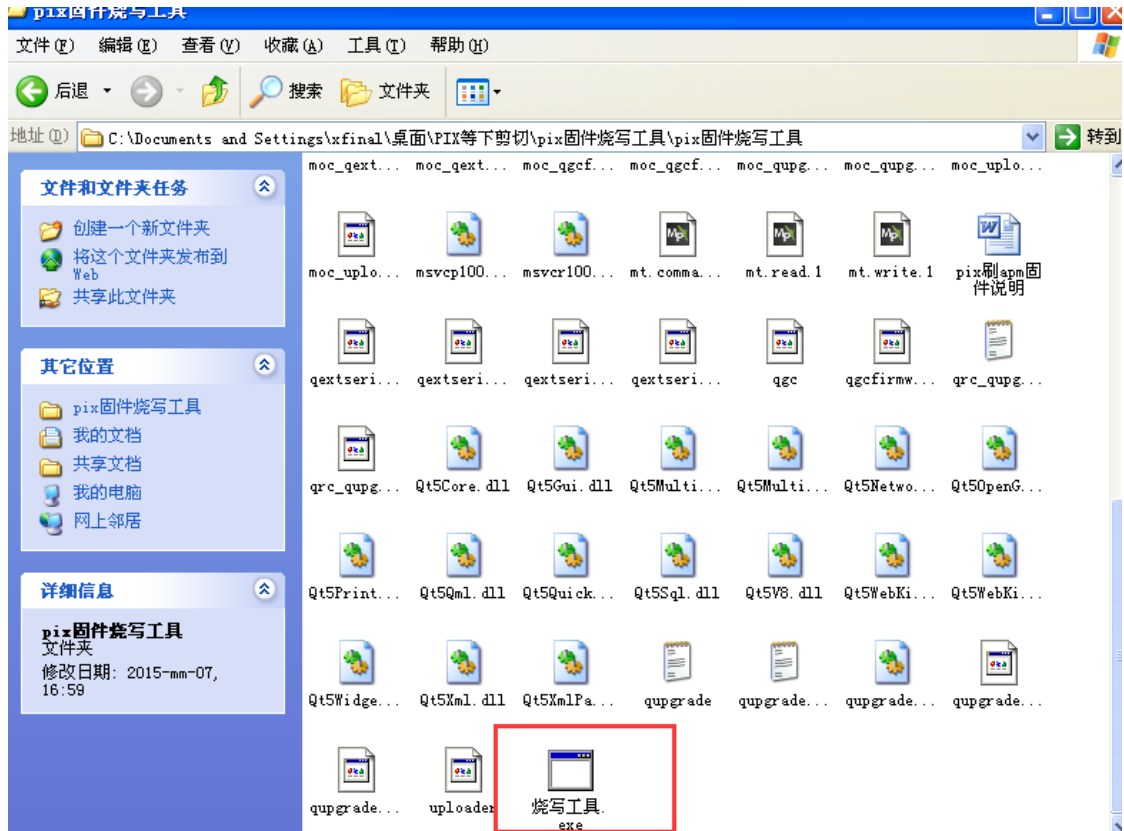 pix固件烧写工具
文件(F) 编辑(E) 查看(V) 收藏(A) 工具(T) 帮助(H)
后退 搜索 文件夹
地址(D) C:\Documents and Settings\xfinal\桌面\PIX等下剪切\pix固件烧写工具\pix固件烧写工具 转到
文件和文件夹任务
创建一个新文件夹
将这个文件夹发布到
Web
共享此文件夹
其它位置
pix固件烧写工具
我的文档
共享文档
我的电脑
网上邻居
详细信息
pix固件烧写工具
文件夹
修改日期: 2015-mm-07,
16:59
moc_qext... moc_qext... moc_qgcf... moc_qgcf... moc_qupg... moc_qupg... moc_uplo...
moc_uplo... msvcp100... msvcr100... mt.comma... mt.read.1 mt.write.1 pix刷apm固
件说明
qextseri... qextseri... qextseri... qextseri... qgc qgcfirmw... qrc_qupg...
qrc_qupg... Qt5Core.dll Qt5Gui.dll Qt5Multi... Qt5Multi... Qt5Netwo... Qt5OpenG...
Qt5Print... Qt5Qml.dll Qt5Quick... Qt5Sql.dll Qt5V8.dll Qt5WebKi... Qt5WebKi...
Qt5Widge... Qt5Xml.dll Qt5XmlPa... qupgrade qupgrade... qupgrade... qupgrade...
qupgrade... uploader 烧写工具.
exe